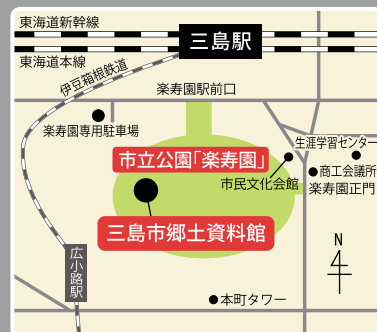 東海道新幹線
三島駅
東海道本線
伊豆箱根鉄道
楽寿園駅前口
楽寿園専用駐車場
生涯学習センター
市立公園「楽寿園」
商工会議所
市民文化会館
楽寿園正門
三島市郷土資料館
N
広小路駅
本町タワー